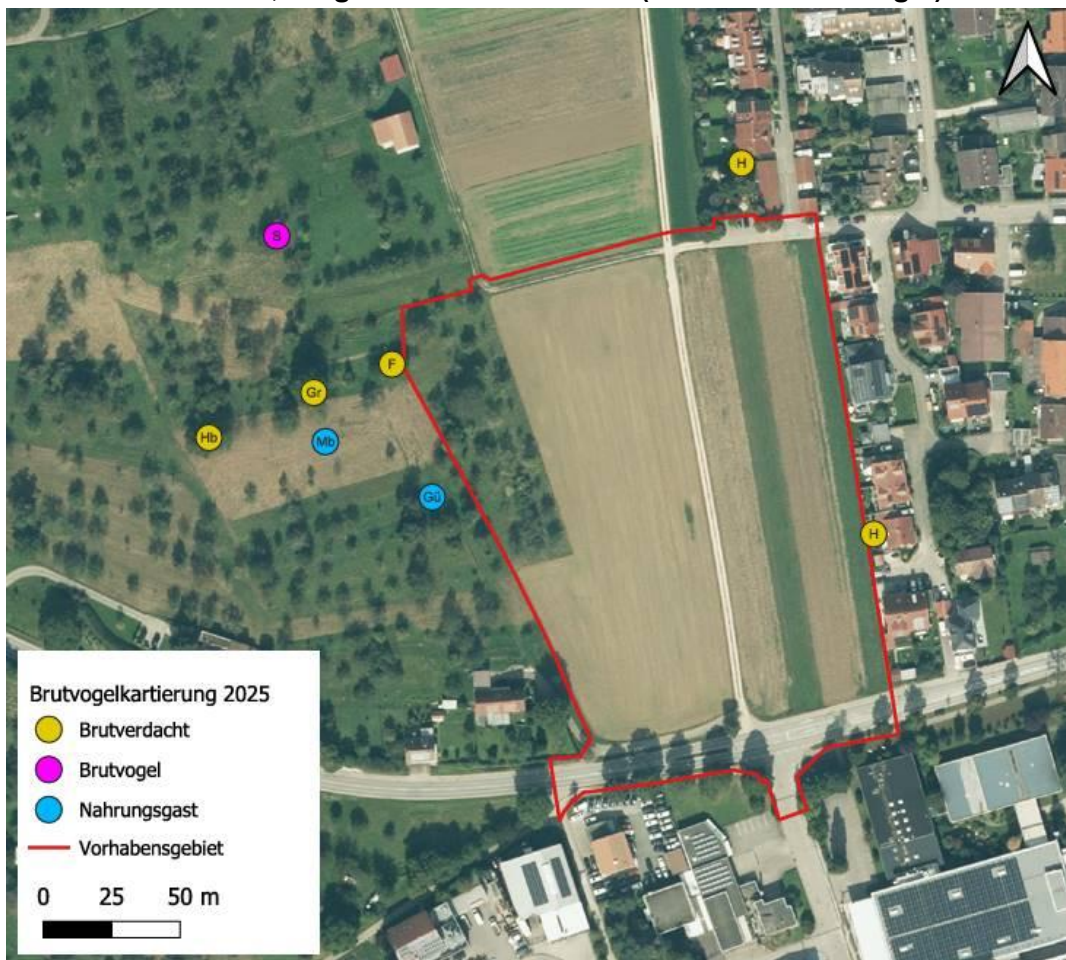 H
S
F
Gr
Hb
Mb
Gü
H
Brutvogelkartierung 2025
Brutverdacht
Brutvogel
Nahrungsgast
Vorhabensgebiet
0 25 50 m